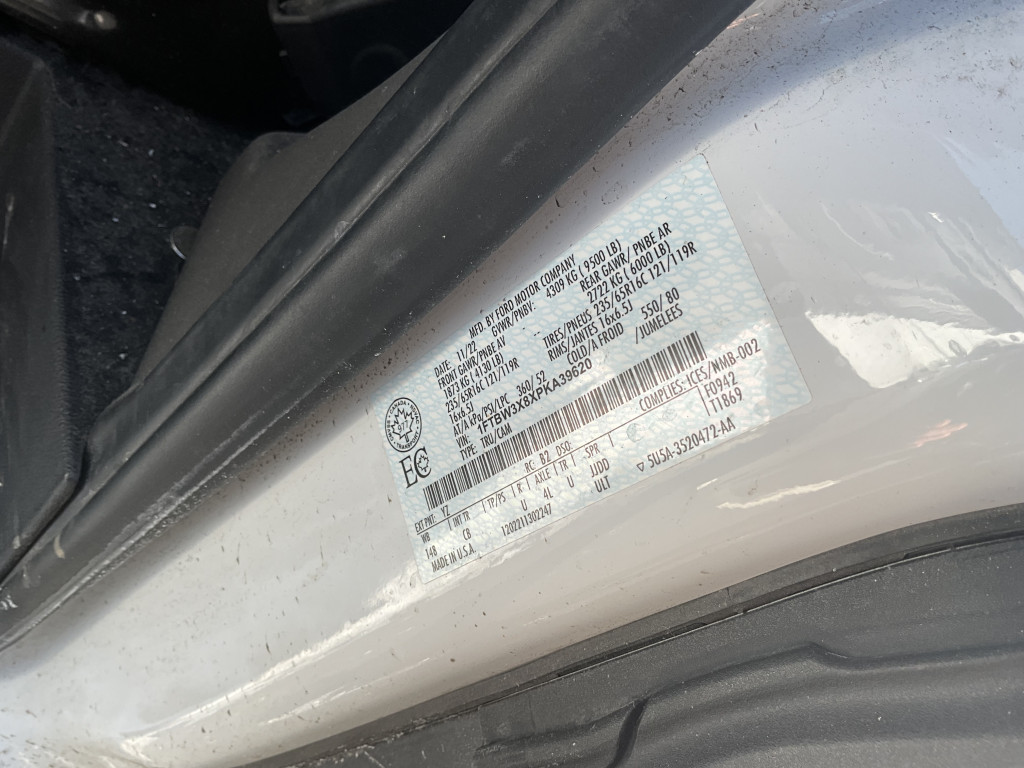 MFD. BY FORD MOTOR COMPANY
DATE: 11/22 GVWR/PNBV: 4309 KG ( 9500 LB)
FRONT GAWR/PNBE AV REAR GAWR/ PNBE AR
1873 KG ( 4130 LB) 2722 KG ( 6000 LB)
235/65R16C 121/119R TIRES/PNEUS 235/65R16C 121/119R
16x6.5J RIMS/JANTES 16x6.5J
AT/A kPa/PSI/LPC 360/ 52 COLD/A FROID 550/ 80
VIN: 1FTBW3X8XPKA39620 /JUMELEES
TYPE: TRU/CAM
EC
COMPLIES:ICES/NMB-002
EXT PNT: YZ RC: B2 DSO: F0942
WB INT TR TP/PS R AXLE TR SPR T1869
148 CB U 4L U JJDD
MADE IN U.S.A. 1202211302247 ULT 5U5A-3520472-AA